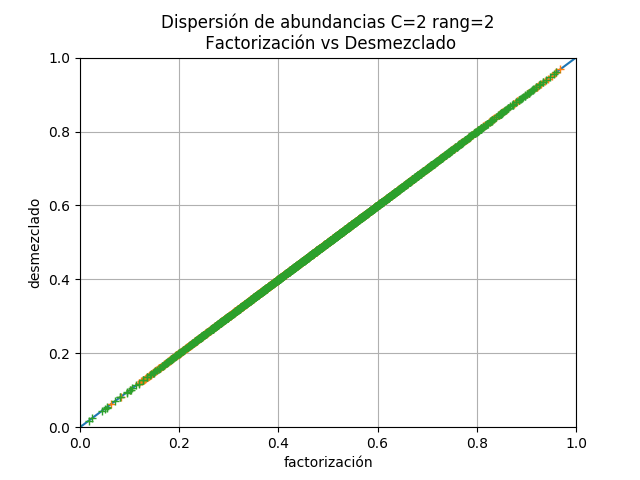 Dispersión de abundancias C=2 rang=2
Factorización vs Desmezclado
1.0
0.8
0.6
0.4
0.2
0.0
desmezclado
0.0 0.2 0.4 0.6 0.8 1.0
factorización